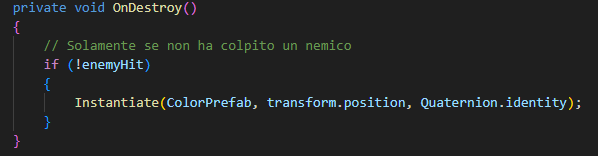 private void OnDestroy()
{
// Solamente se non ha colpito un nemico
if (!enemyHit)
{
Instantiate(ColorPrefab, transform.position, Quaternion.identity);
}
}